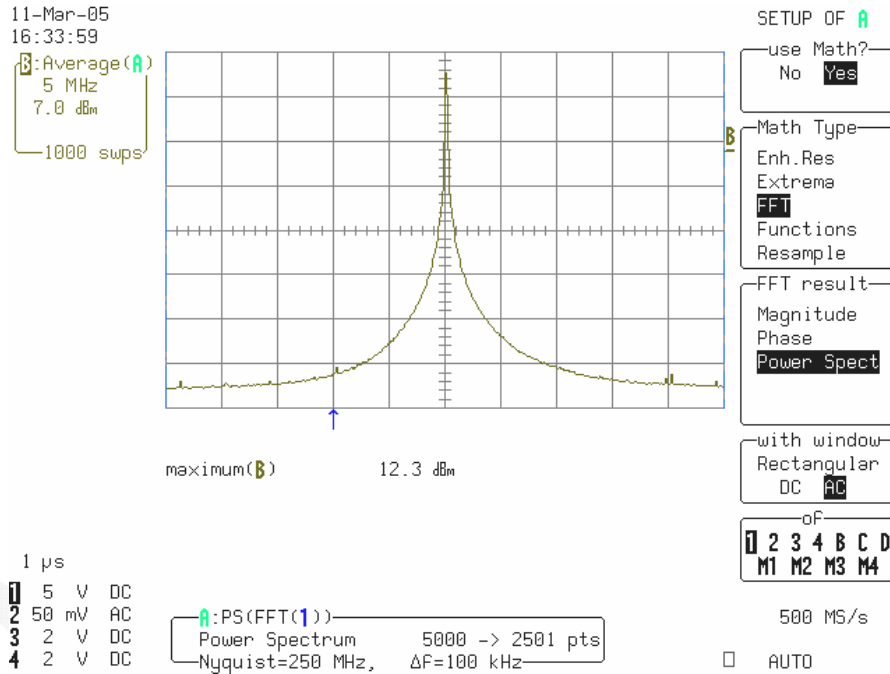 11-Mar-05
16:33:59
B:Average(A)
5 MHz
7.0 dBm
1000 swps
B
maximum(B) 12.3 dBm
1 µs
1 5 V DC
2 50 mV AC
3 2 V DC
4 2 V DC
A:PS(FFT(1))
Power Spectrum 5000 -> 2501 pts
Nyquist=250 MHz, ΔF=100 kHz
SETUP OF A
use Math?
No Yes
Math Type
Enh.Res
Extrema
FFT
Functions
Resample
FFT result
Magnitude
Phase
Power Spect
with window
Rectangular
DC AC
of
1 2 3 4 B C D
M1 M2 M3 M4
500 MS/s
AUTO